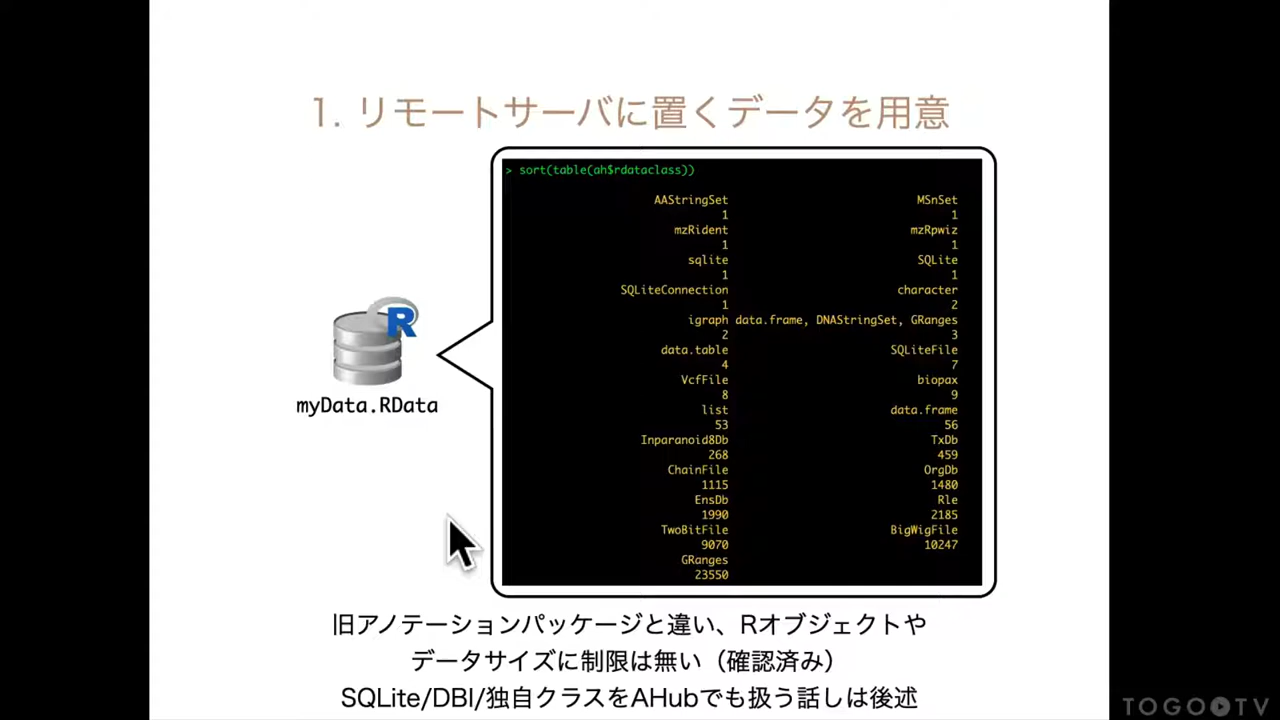 1. リモートサーバに置くデータを用意
> sort(table(ah$rdataclass))
AAStringSet MSnSet
1 1
mzRident mzRpwiz
1 1
sqlite SQLite
1 1
SQLiteConnection character
1 2
igraph data.frame, DNAStringSet, GRanges
2 3
data.table SQLiteFile
4 7
VcfFile biopax
8 9
list data.frame
53 56
Inparanoid8Db TxDb
268 459
ChainFile OrgDb
1115 1480
EnsDb Rle
1990 2185
TwoBitFile BigWigFile
9070 10247
GRanges
23550
R
myData.RData
旧アノテーションパッケージと違い、Rオブジェクトや
データサイズに制限は無い（確認済み）
SQLite/DBI/独自クラスをAHubでも扱う話しは後述
TOGOTV